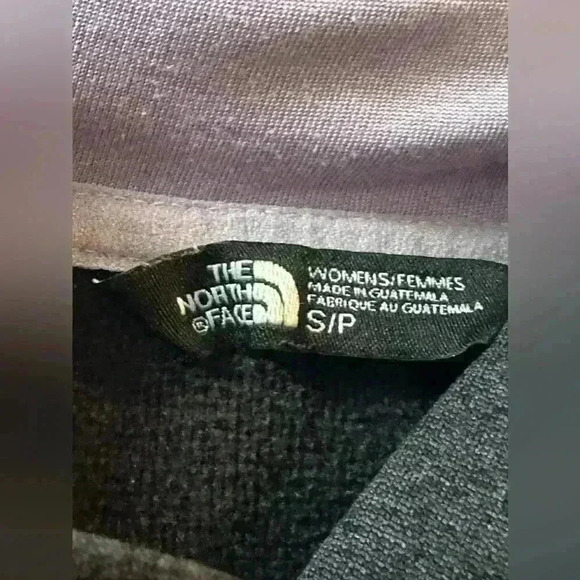 THE
NORTH
®FACE
WOMENS/FEMMES
MADE IN GUATEMALA
FABRIQUE AU GUATEMALA
S/P